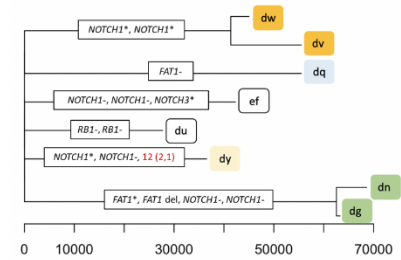 NOTCH1*, NOTCH1*
dw
dv
FAT1-
dq
NOTCH1-, NOTCH1-, NOTCH3*
ef
RB1-, RB1-
du
NOTCH1*, NOTCH1-, 12 (2,1)
dy
FAT1*, FAT1 del, NOTCH1-, NOTCH1-
dn
dg
0 10000 30000 50000 70000